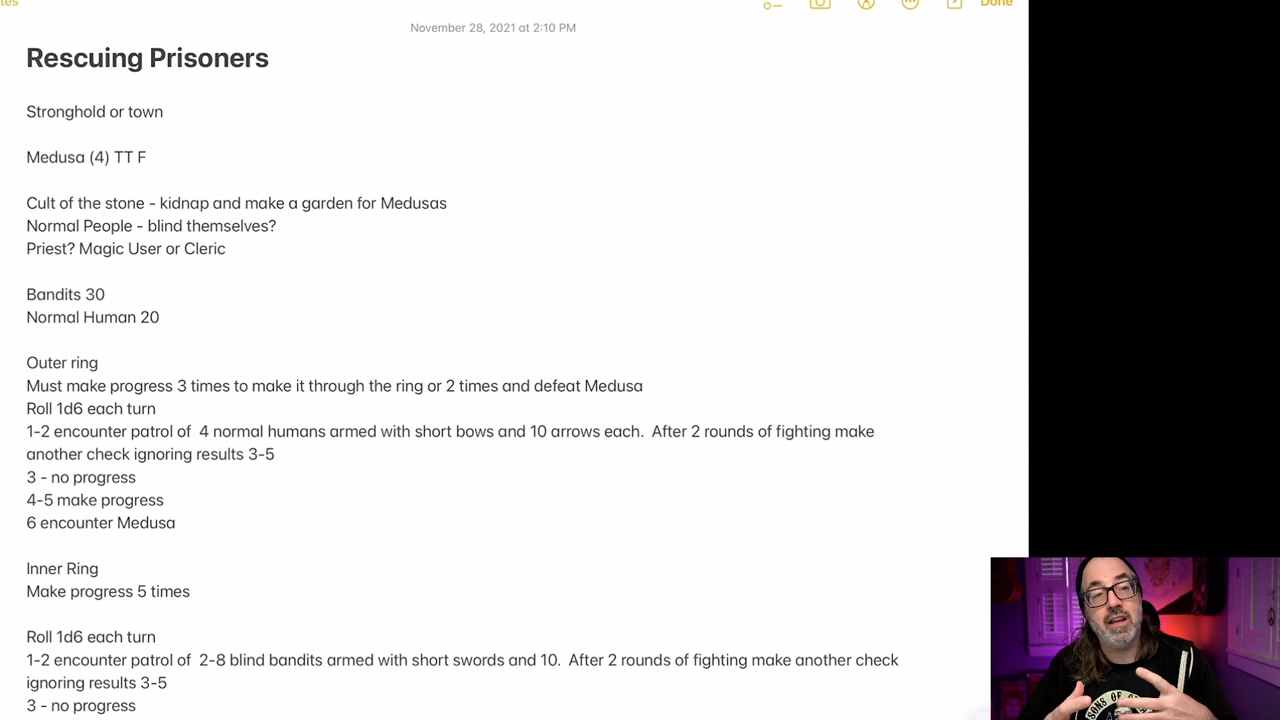 tes
Done
November 28, 2021 at 2:10 PM
Rescuing Prisoners
Stronghold or town
Medusa (4) TT F
Cult of the stone - kidnap and make a garden for Medusas
Normal People - blind themselves?
Priest? Magic User or Cleric
Bandits 30
Normal Human 20
Outer ring
Must make progress 3 times to make it through the ring or 2 times and defeat Medusa
Roll 1d6 each turn
1-2 encounter patrol of  4 normal humans armed with short bows and 10 arrows each.  After 2 rounds of fighting make
another check ignoring results 3-5
3 - no progress
4-5 make progress
6 encounter Medusa
Inner Ring
Make progress 5 times
Roll 1d6 each turn
1-2 encounter patrol of  2-8 blind bandits armed with short swords and 10.  After 2 rounds of fighting make another check
ignoring results 3-5
3 - no progress
SONS OF